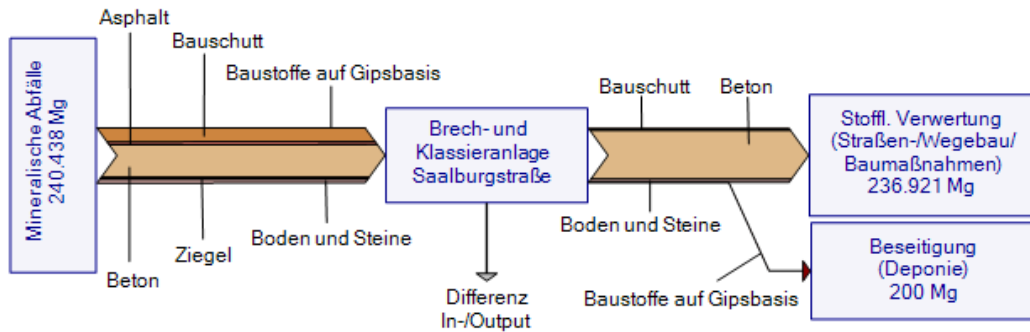 Asphalt
Bauschutt
Baustoffe auf Gipsbasis
Mineralische Abfälle
240.438 Mg
Beton
Ziegel
Boden und Steine
Brech- und
Klassieranlage
Saalburgstraße
Differenz
In-/Output
Bauschutt
Beton
Boden und Steine
Baustoffe auf Gipsbasis
Stoffl. Verwertung
(Straßen-/Wegebau/
Baumaßnahmen)
236.921 Mg
Beseitigung
(Deponie)
200 Mg